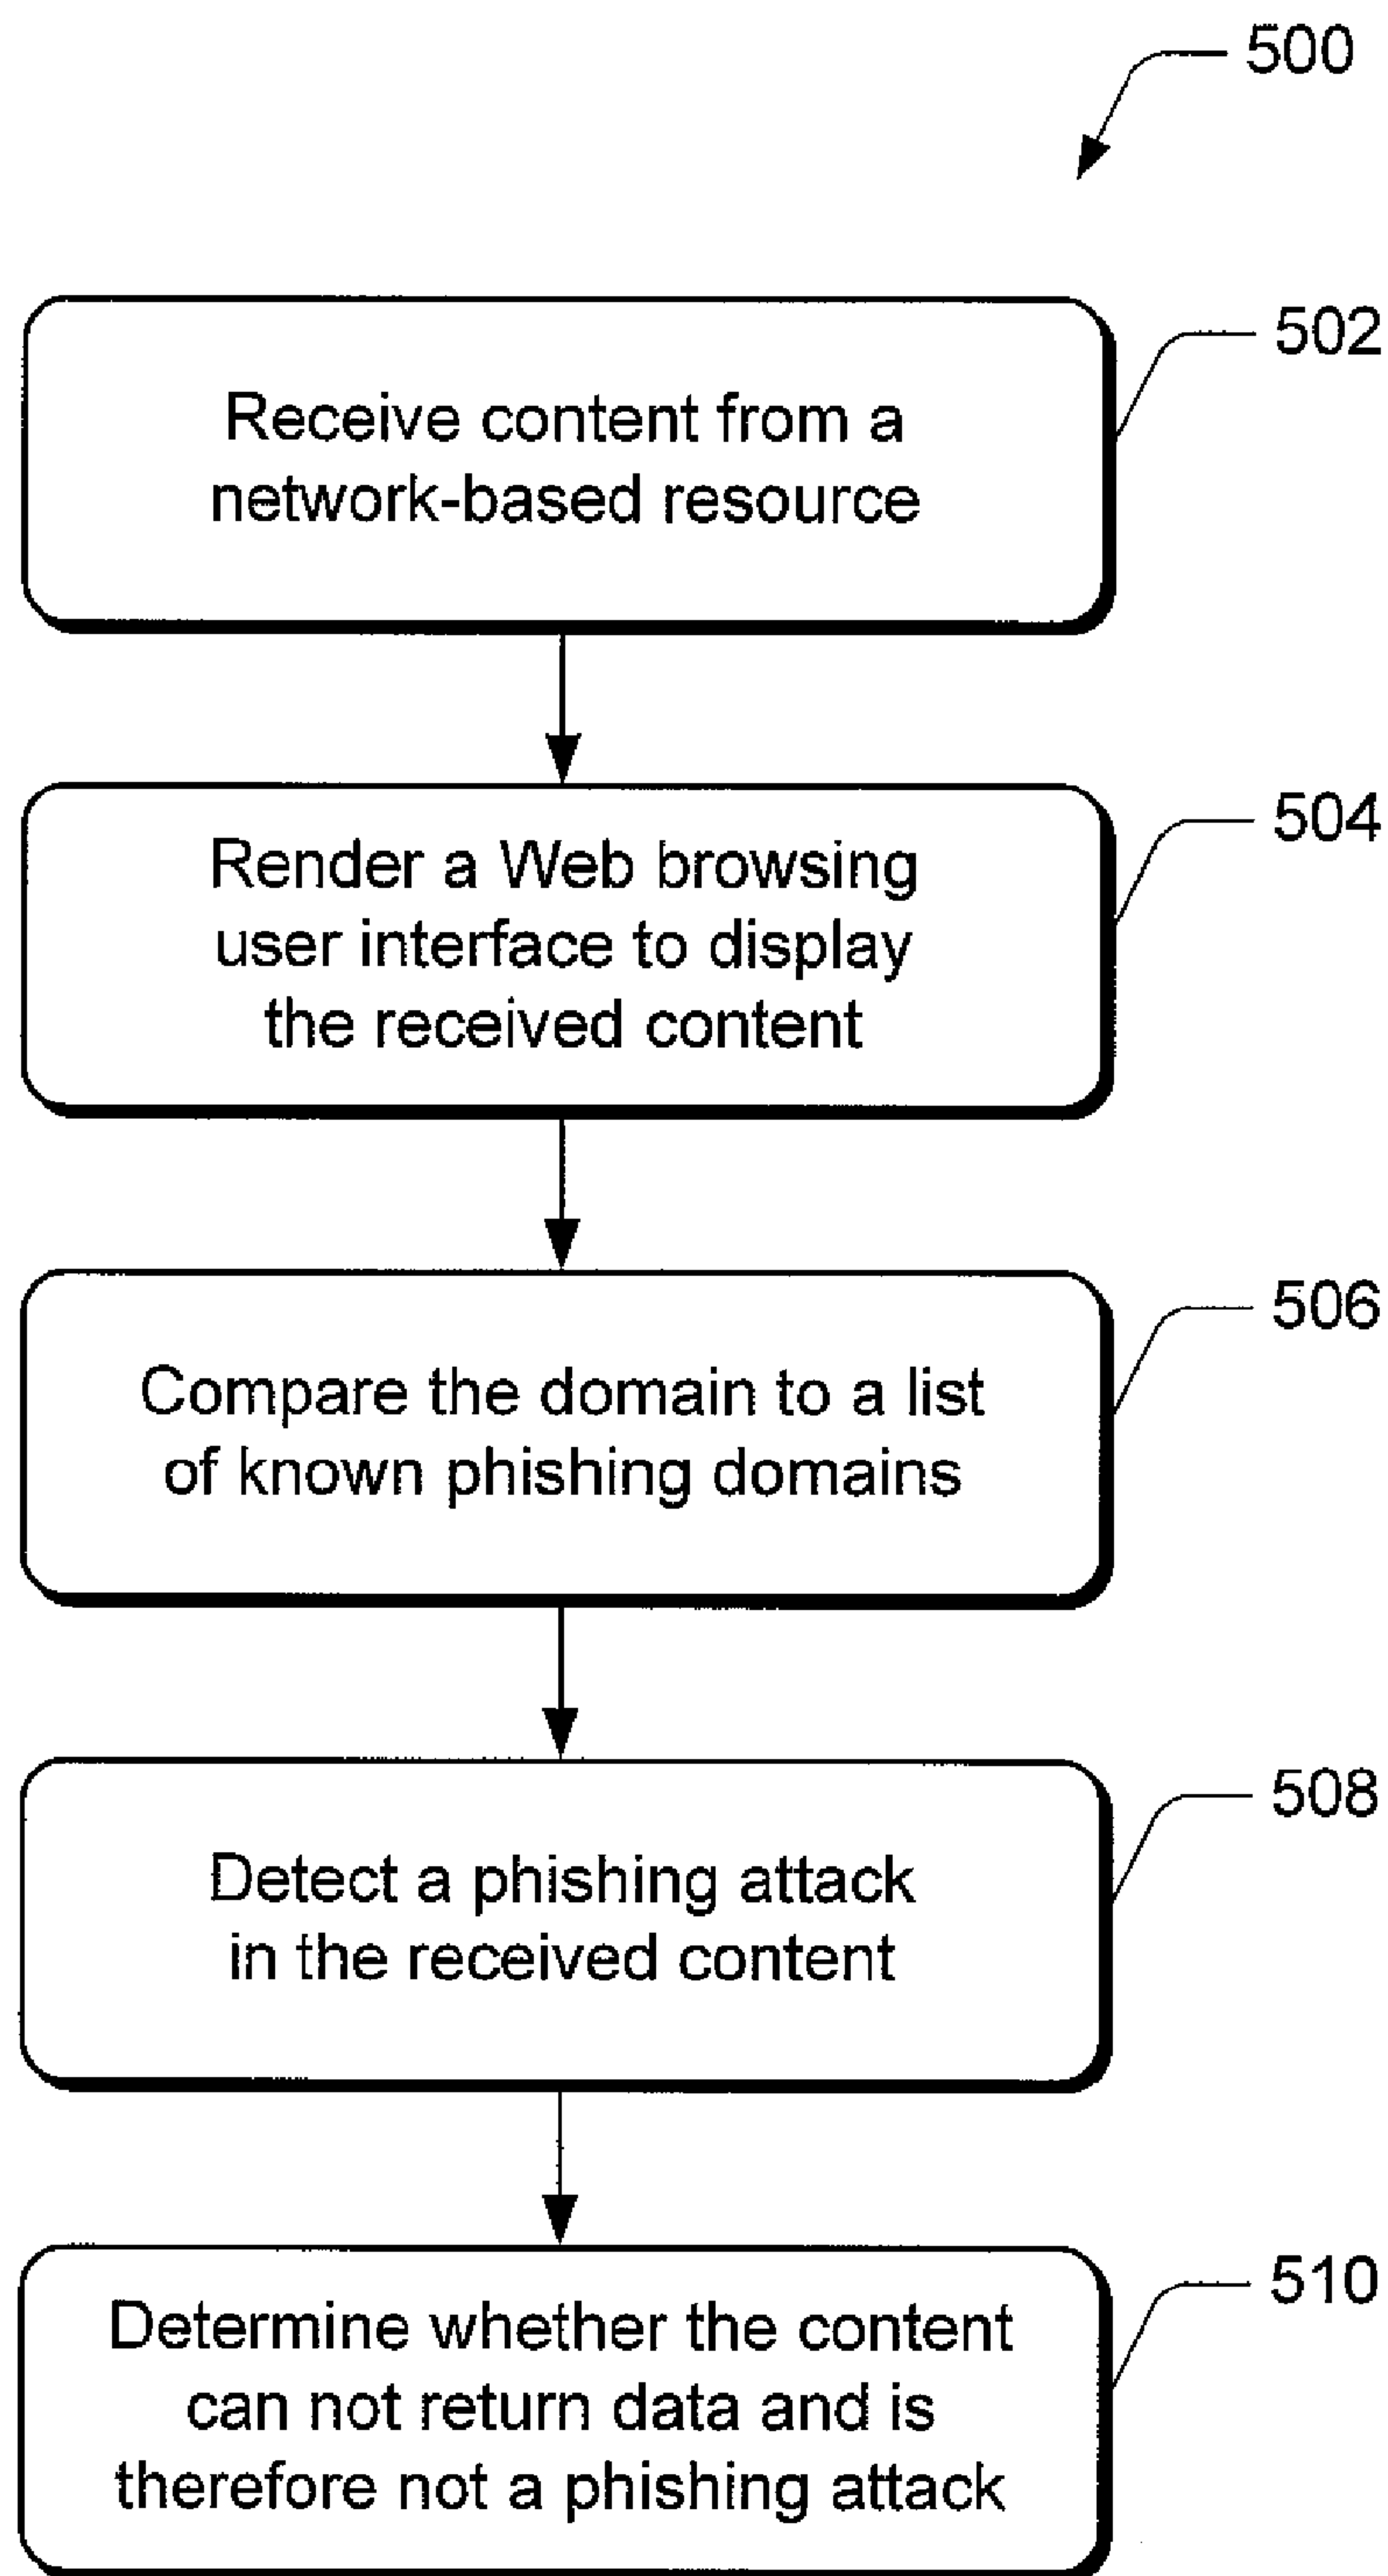 500
502
Receive content from a
network-based resource
504
Render a Web browsing
user interface to display
the received content
506
Compare the domain to a list
of known phishing domains
508
Detect a phishing attack
in the received content
510
Determine whether the content
can not return data and is
therefore not a phishing attack